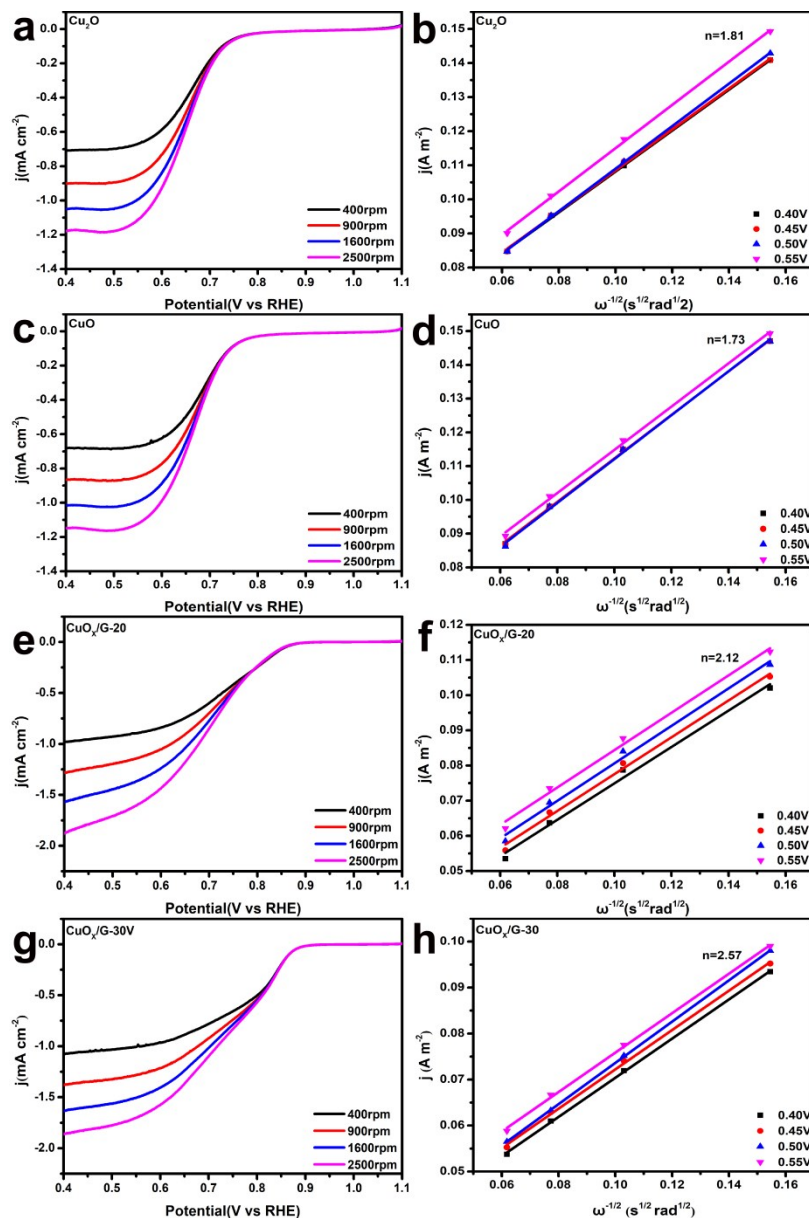 a
Cu₂O
0.0
-0.2
-0.4
-0.6
-0.8
-1.0
-1.2
-1.4
j(mA cm⁻²)
400rpm
900rpm
1600rpm
2500rpm
0.4 0.5 0.6 0.7 0.8 0.9 1.0 1.1
Potential(V vs RHE)
b
Cu₂O
n=1.81
0.15
0.14
0.13
0.12
0.11
0.10
0.09
0.08
j(A m⁻²)
0.40V
0.45V
0.50V
0.55V
0.06 0.08 0.10 0.12 0.14 0.16
ω⁻¹/²(s¹/²rad¹/2)
c
CuO
0.0
-0.2
-0.4
-0.6
-0.8
-1.0
-1.2
-1.4
j(mA cm⁻²)
400rpm
900rpm
1600rpm
2500rpm
0.4 0.5 0.6 0.7 0.8 0.9 1.0 1.1
Potential(V vs RHE)
d
CuO
n=1.73
0.15
0.14
0.13
0.12
0.11
0.10
0.09
0.08
j(A m⁻²)
0.40V
0.45V
0.50V
0.55V
0.06 0.08 0.10 0.12 0.14 0.16
ω⁻¹/²(s¹/²rad¹/²)
e
CuOₓ/G-20
0.0
-0.5
-1.0
-1.5
-2.0
j(mA cm⁻²)
400rpm
900rpm
1600rpm
2500rpm
0.4 0.5 0.6 0.7 0.8 0.9 1.0 1.1
Potential(V vs RHE)
f
CuOₓ/G-20
n=2.12
0.12
0.11
0.10
0.09
0.08
0.07
0.06
0.05
j(A m⁻²)
0.40V
0.45V
0.50V
0.55V
0.06 0.08 0.10 0.12 0.14 0.16
ω⁻¹/²(s¹/²rad¹/²)
g
CuOₓ/G-30V
0.0
-0.5
-1.0
-1.5
-2.0
j(mA cm⁻²)
400rpm
900rpm
1600rpm
2500rpm
0.4 0.5 0.6 0.7 0.8 0.9 1.0 1.1
Potential(V vs RHE)
h
CuOₓ/G-30
n=2.57
0.10
0.09
0.08
0.07
0.06
0.05
j (A m⁻²)
0.40V
0.45V
0.50V
0.55V
0.06 0.08 0.10 0.12 0.14 0.16
ω⁻¹/² (s¹/² rad¹/²)